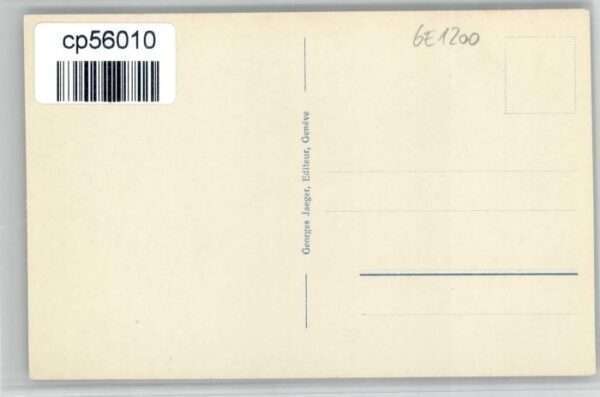 cp56010
GE1200
Georges Jaeger, Editeur, Genève